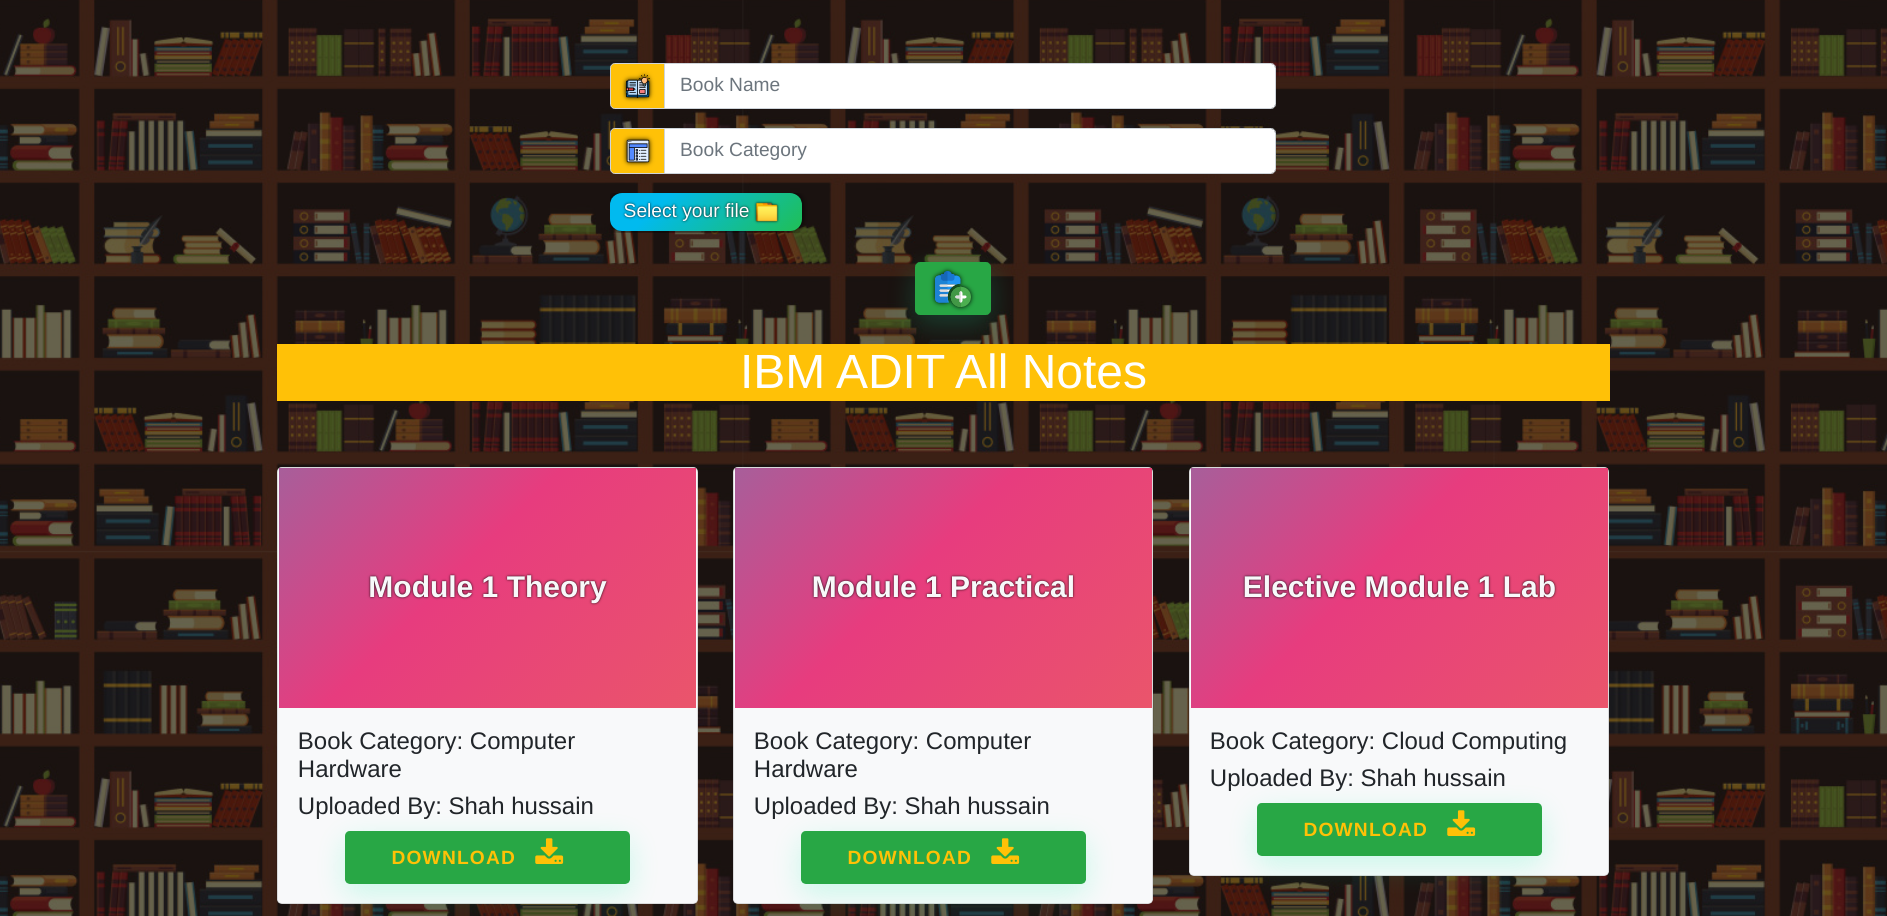 Book Name
Book Category
Select your file
IBM ADIT All Notes
Module 1 Theory
Book Category: Computer
Hardware
Uploaded By: Shah hussain
DOWNLOAD
Module 1 Practical
Book Category: Computer
Hardware
Uploaded By: Shah hussain
DOWNLOAD
Elective Module 1 Lab
Book Category: Cloud Computing
Uploaded By: Shah hussain
DOWNLOAD